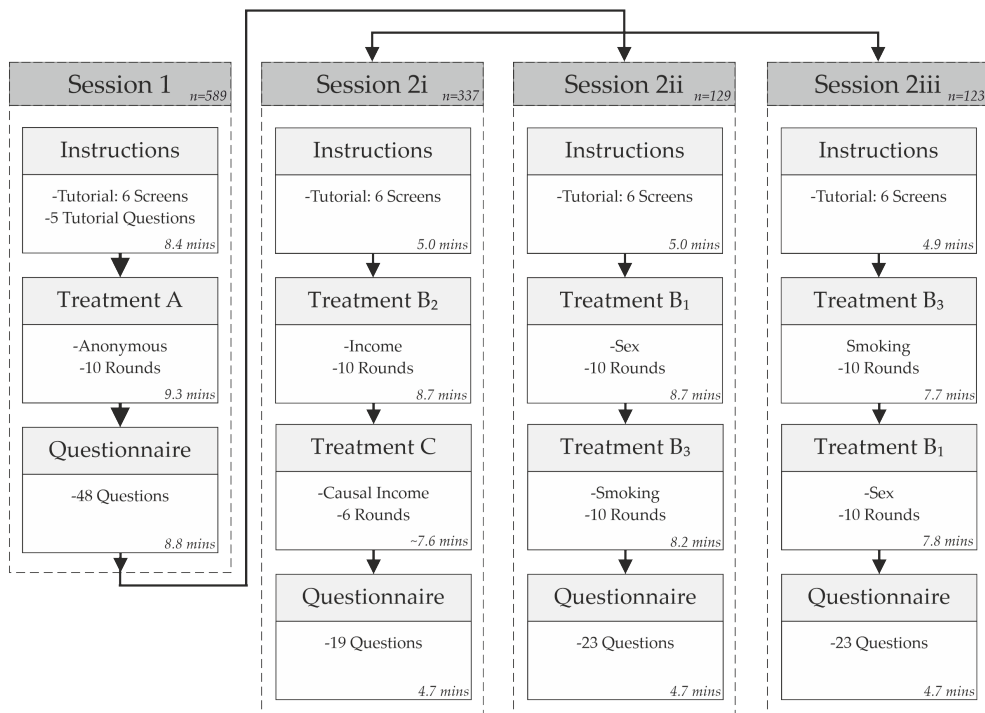 Session 1
n=589
Instructions
-Tutorial: 6 Screens
-5 Tutorial Questions
8.4 mins
Treatment A
-Anonymous
-10 Rounds
9.3 mins
Questionnaire
-48 Questions
8.8 mins
Session 2i
n=337
Instructions
-Tutorial: 6 Screens
5.0 mins
Treatment B₂
-Income
-10 Rounds
8.7 mins
Treatment C
-Causal Income
-6 Rounds
~7.6 mins
Questionnaire
-19 Questions
4.7 mins
Session 2ii
n=129
Instructions
-Tutorial: 6 Screens
5.0 mins
Treatment B₁
-Sex
-10 Rounds
8.7 mins
Treatment B₃
-Smoking
-10 Rounds
8.2 mins
Questionnaire
-23 Questions
4.7 mins
Session 2iii
n=123
Instructions
-Tutorial: 6 Screens
4.9 mins
Treatment B₃
Smoking
-10 Rounds
7.7 mins
Treatment B₁
-Sex
-10 Rounds
7.8 mins
Questionnaire
-23 Questions
4.7 mins